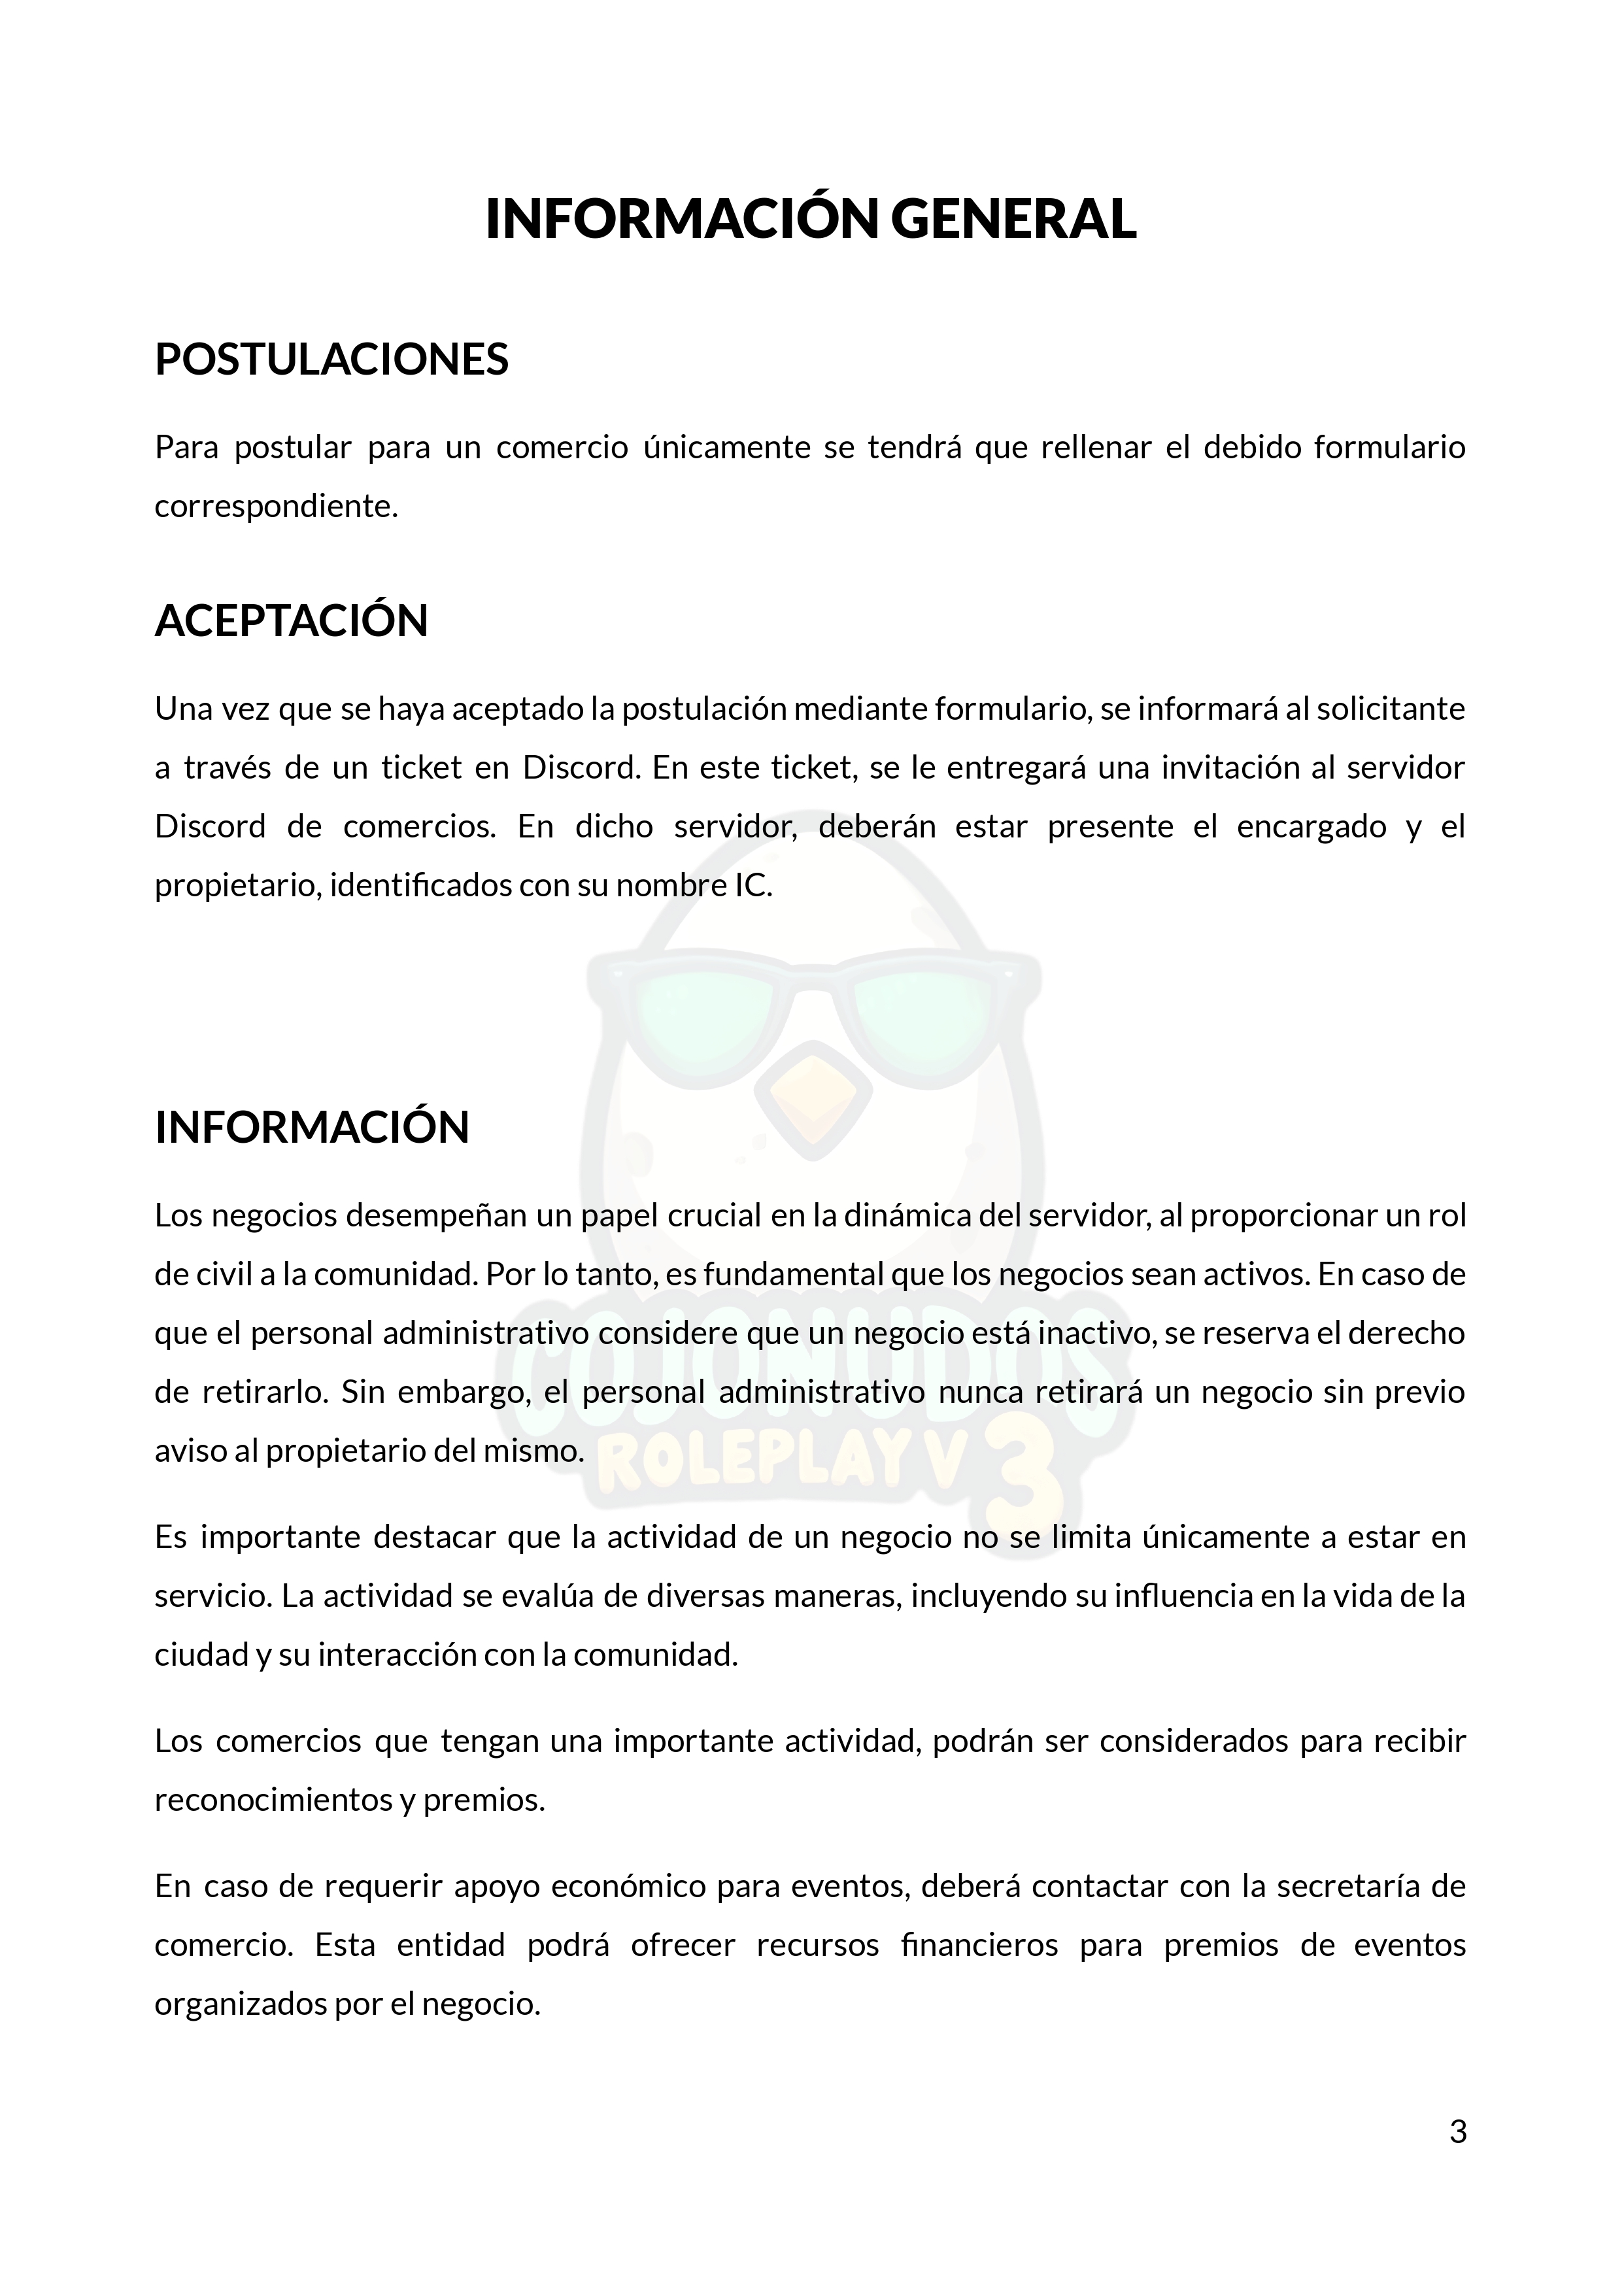 INFORMACIÓN GENERAL
POSTULACIONES
Para postular para un comercio únicamente se tendrá que rellenar el debido formulario
correspondiente.
ACEPTACIÓN
Una vez que se haya aceptado la postulación mediante formulario, se informará al solicitante
a través de un ticket en Discord. En este ticket, se le entregará una invitación al servidor
Discord de comercios. En dicho servidor, deberán estar presente el encargado y el
propietario, identificados con su nombre IC.
INFORMACIÓN
Los negocios desempeñan un papel crucial en la dinámica del servidor, al proporcionar un rol
de civil a la comunidad. Por lo tanto, es fundamental que los negocios sean activos. En caso de
que el personal administrativo considere que un negocio está inactivo, se reserva el derecho
de retirarlo. Sin embargo, el personal administrativo nunca retirará un negocio sin previo
aviso al propietario del mismo.
COJONUDOS
ROLEPLAY V3
Es importante destacar que la actividad de un negocio no se limita únicamente a estar en
servicio. La actividad se evalúa de diversas maneras, incluyendo su influencia en la vida de la
ciudad y su interacción con la comunidad.
Los comercios que tengan una importante actividad, podrán ser considerados para recibir
reconocimientos y premios.
En caso de requerir apoyo económico para eventos, deberá contactar con la secretaría de
comercio. Esta entidad podrá ofrecer recursos financieros para premios de eventos
organizados por el negocio.
3